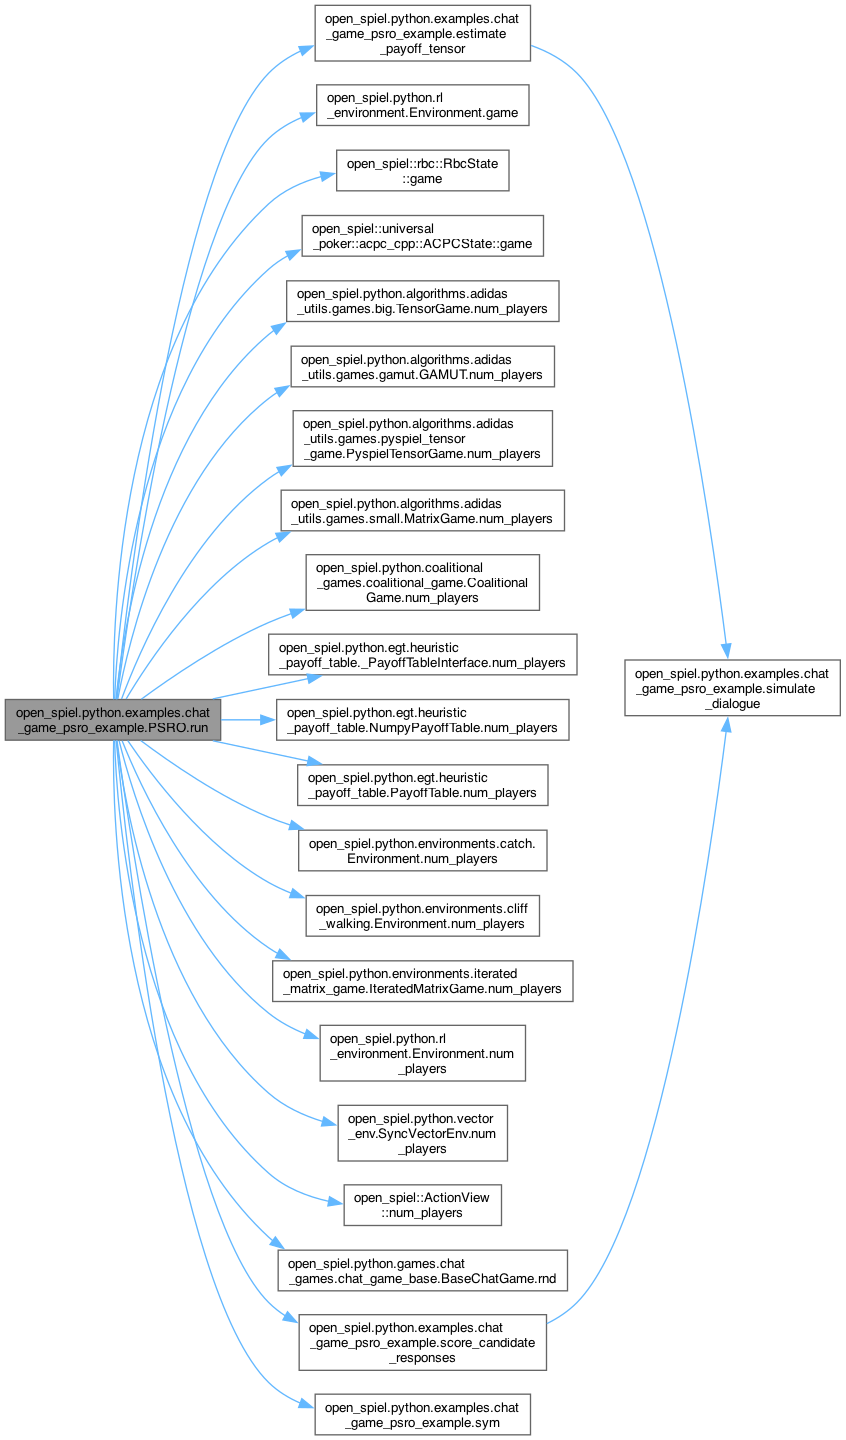 open_spiel.python.examples.chat
_game_psro_example.estimate
_payoff_tensor
open_spiel.python.rl
_environment.Environment.game
open_spiel::rbc::RbcState
::game
open_spiel::universal
_poker::acpc_cpp::ACPCState::game
open_spiel.python.algorithms.adidas
_utils.games.big.TensorGame.num_players
open_spiel.python.algorithms.adidas
_utils.games.gamut.GAMUT.num_players
open_spiel.python.algorithms.adidas
_utils.games.pyspiel_tensor
_game.PyspielTensorGame.num_players
open_spiel.python.algorithms.adidas
_utils.games.small.MatrixGame.num_players
open_spiel.python.coalitional
_games.coalitional_game.Coalitional
Game.num_players
open_spiel.python.egt.heuristic
_payoff_table._PayoffTableInterface.num_players
open_spiel.python.examples.chat
_game_psro_example.PSRO.run
open_spiel.python.egt.heuristic
_payoff_table.NumpyPayoffTable.num_players
open_spiel.python.examples.chat
_game_psro_example.simulate
_dialogue
open_spiel.python.egt.heuristic
_payoff_table.PayoffTable.num_players
open_spiel.python.environments.catch.
Environment.num_players
open_spiel.python.environments.cliff
_walking.Environment.num_players
open_spiel.python.environments.iterated
_matrix_game.IteratedMatrixGame.num_players
open_spiel.python.rl
_environment.Environment.num
_players
open_spiel.python.vector
_env.SyncVectorEnv.num
_players
open_spiel::ActionView
::num_players
open_spiel.python.games.chat
_games.chat_game_base.BaseChatGame.rnd
open_spiel.python.examples.chat
_game_psro_example.score_candidate
_responses
open_spiel.python.examples.chat
_game_psro_example.sym